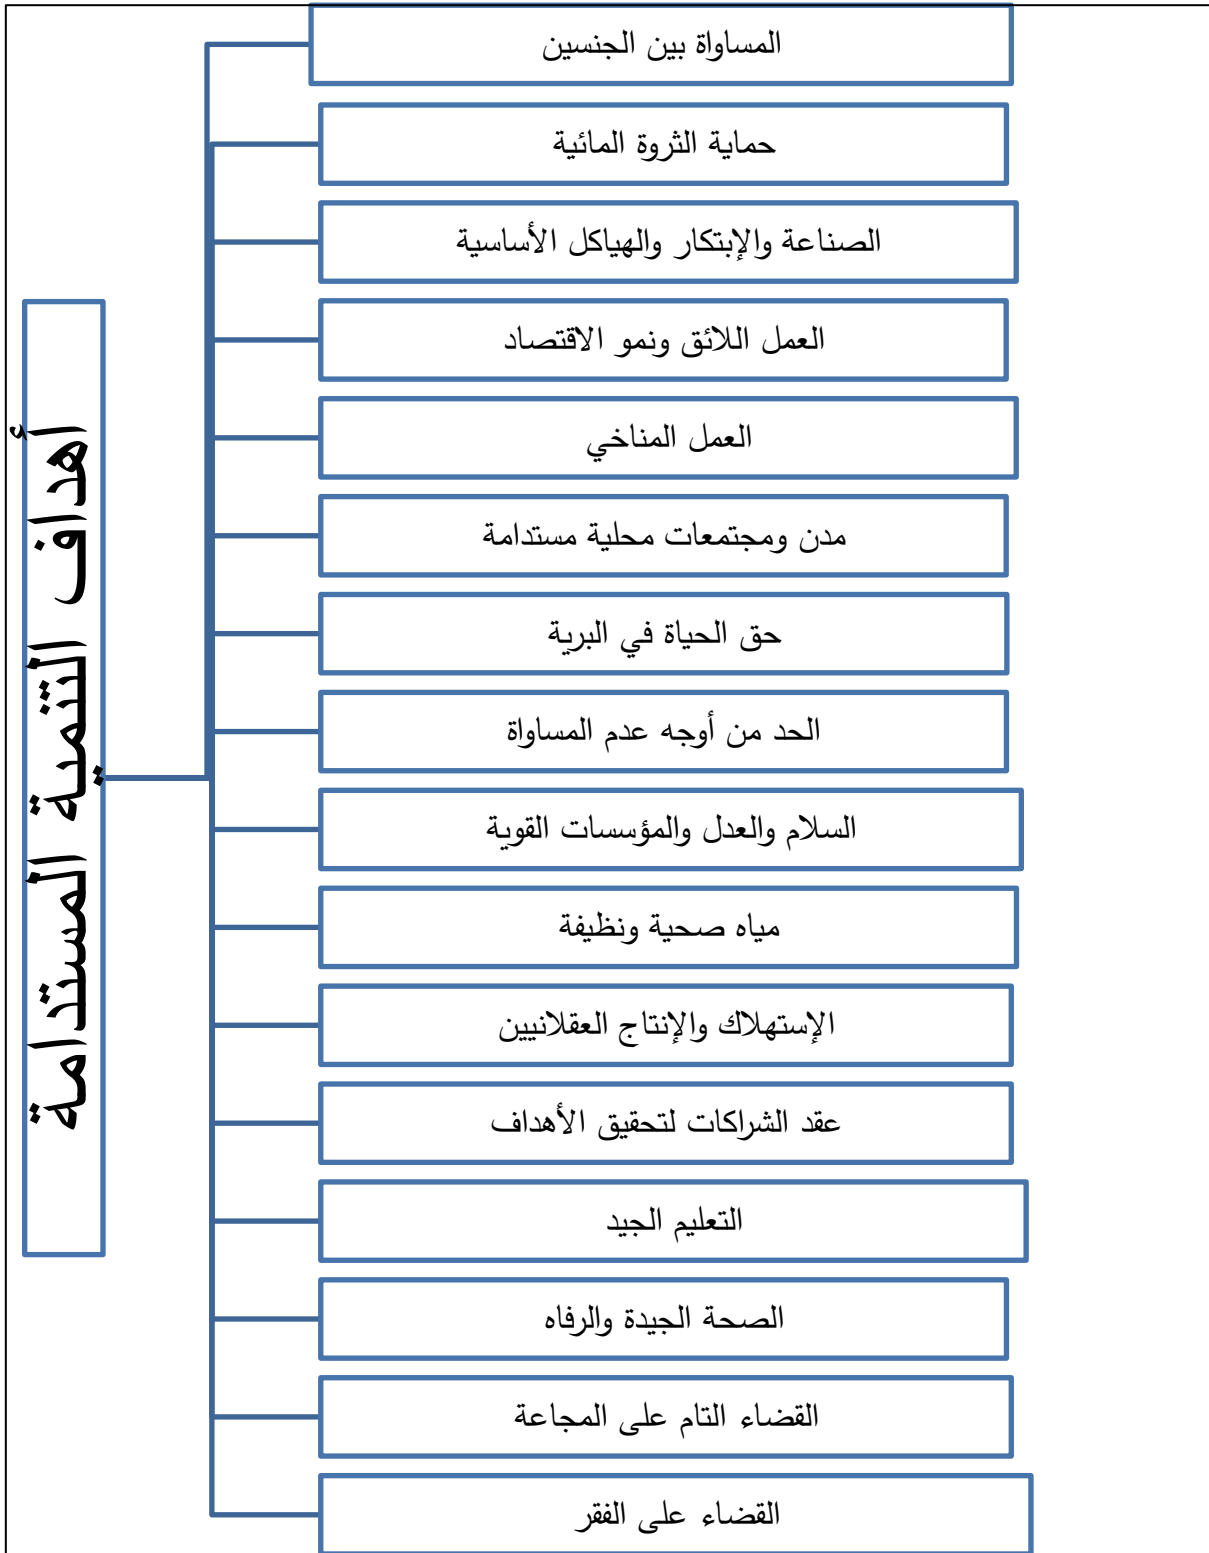 أهداف التنمية المستدامة
المساواة بين الجنسين
حماية الثروة المائية
الصناعة والإبتكار والهياكل الأساسية
العمل اللائق ونمو الاقتصاد
العمل المناخي
مدن ومجتمعات محلية مستدامة
حق الحياة في البرية
الحد من أوجه عدم المساواة
السلام والعدل والمؤسسات القوية
مياه صحية ونظيفة
الإستهلاك والإنتاج العقلانيين
عقد الشراكات لتحقيق الأهداف
التعليم الجيد
الصحة الجيدة والرفاه
القضاء التام على المجاعة
القضاء على الفقر